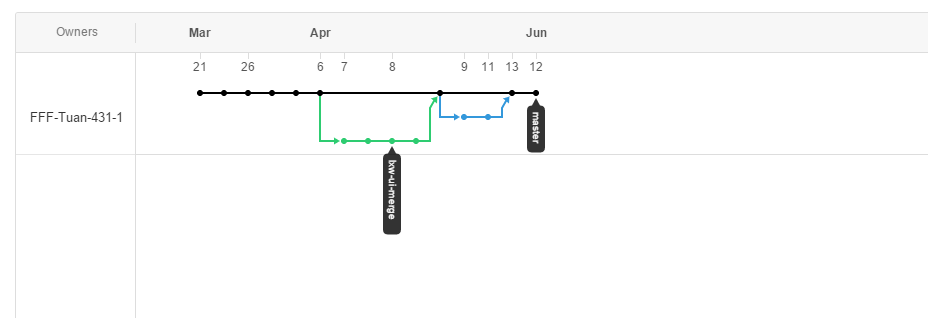 Owners Mar Apr Jun
21 26 6 7 8 9 11 13 12
FFF-Tuan-431-1
master
lxw-ui-merge